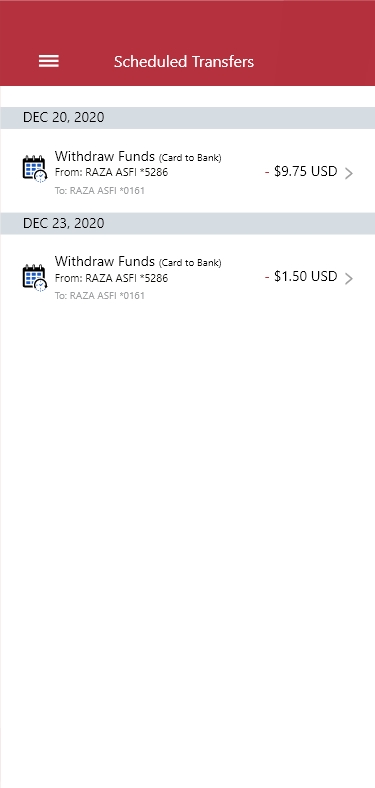 Scheduled Transfers
DEC 20, 2020
Withdraw Funds (Card to Bank)
From: RAZA ASFI *5286
- $9.75 USD
To: RAZA ASFI *0161
DEC 23, 2020
Withdraw Funds (Card to Bank)
From: RAZA ASFI *5286
- $1.50 USD
To: RAZA ASFI *0161